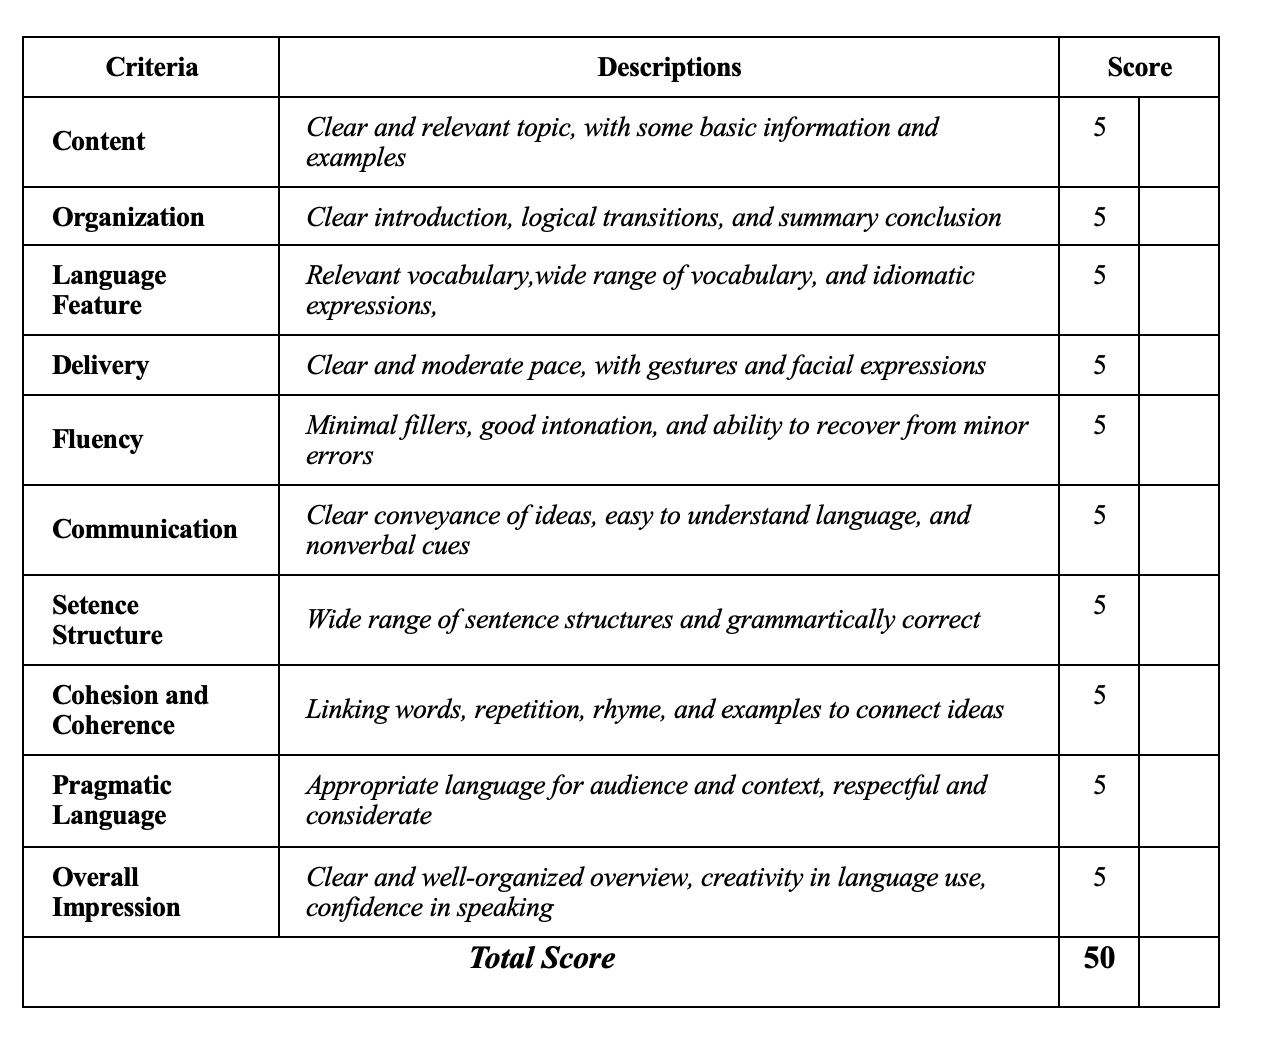 Criteria Descriptions Score
Content Clear and relevant topic, with some basic information and 5
examples
Organization Clear introduction, logical transitions, and summary conclusion 5
Language Relevant vocabulary,wide range of vocabulary, and idiomatic 5
Feature expressions,
Delivery Clear and moderate pace, with gestures and facial expressions 5
Fluency Minimal fillers, good intonation, and ability to recover from minor 5
errors
Communication Clear conveyance of ideas, easy to understand language, and 5
nonverbal cues
Setence 5
Structure Wide range of sentence structures and grammartically correct
Cohesion and 5
Coherence Linking words, repetition, rhyme, and examples to connect ideas
Pragmatic Appropriate language for audience and context, respectful and 5
Language considerate
Overall Clear and well-organized overview, creativity in language use, 5
Impression confidence in speaking
Total Score 50